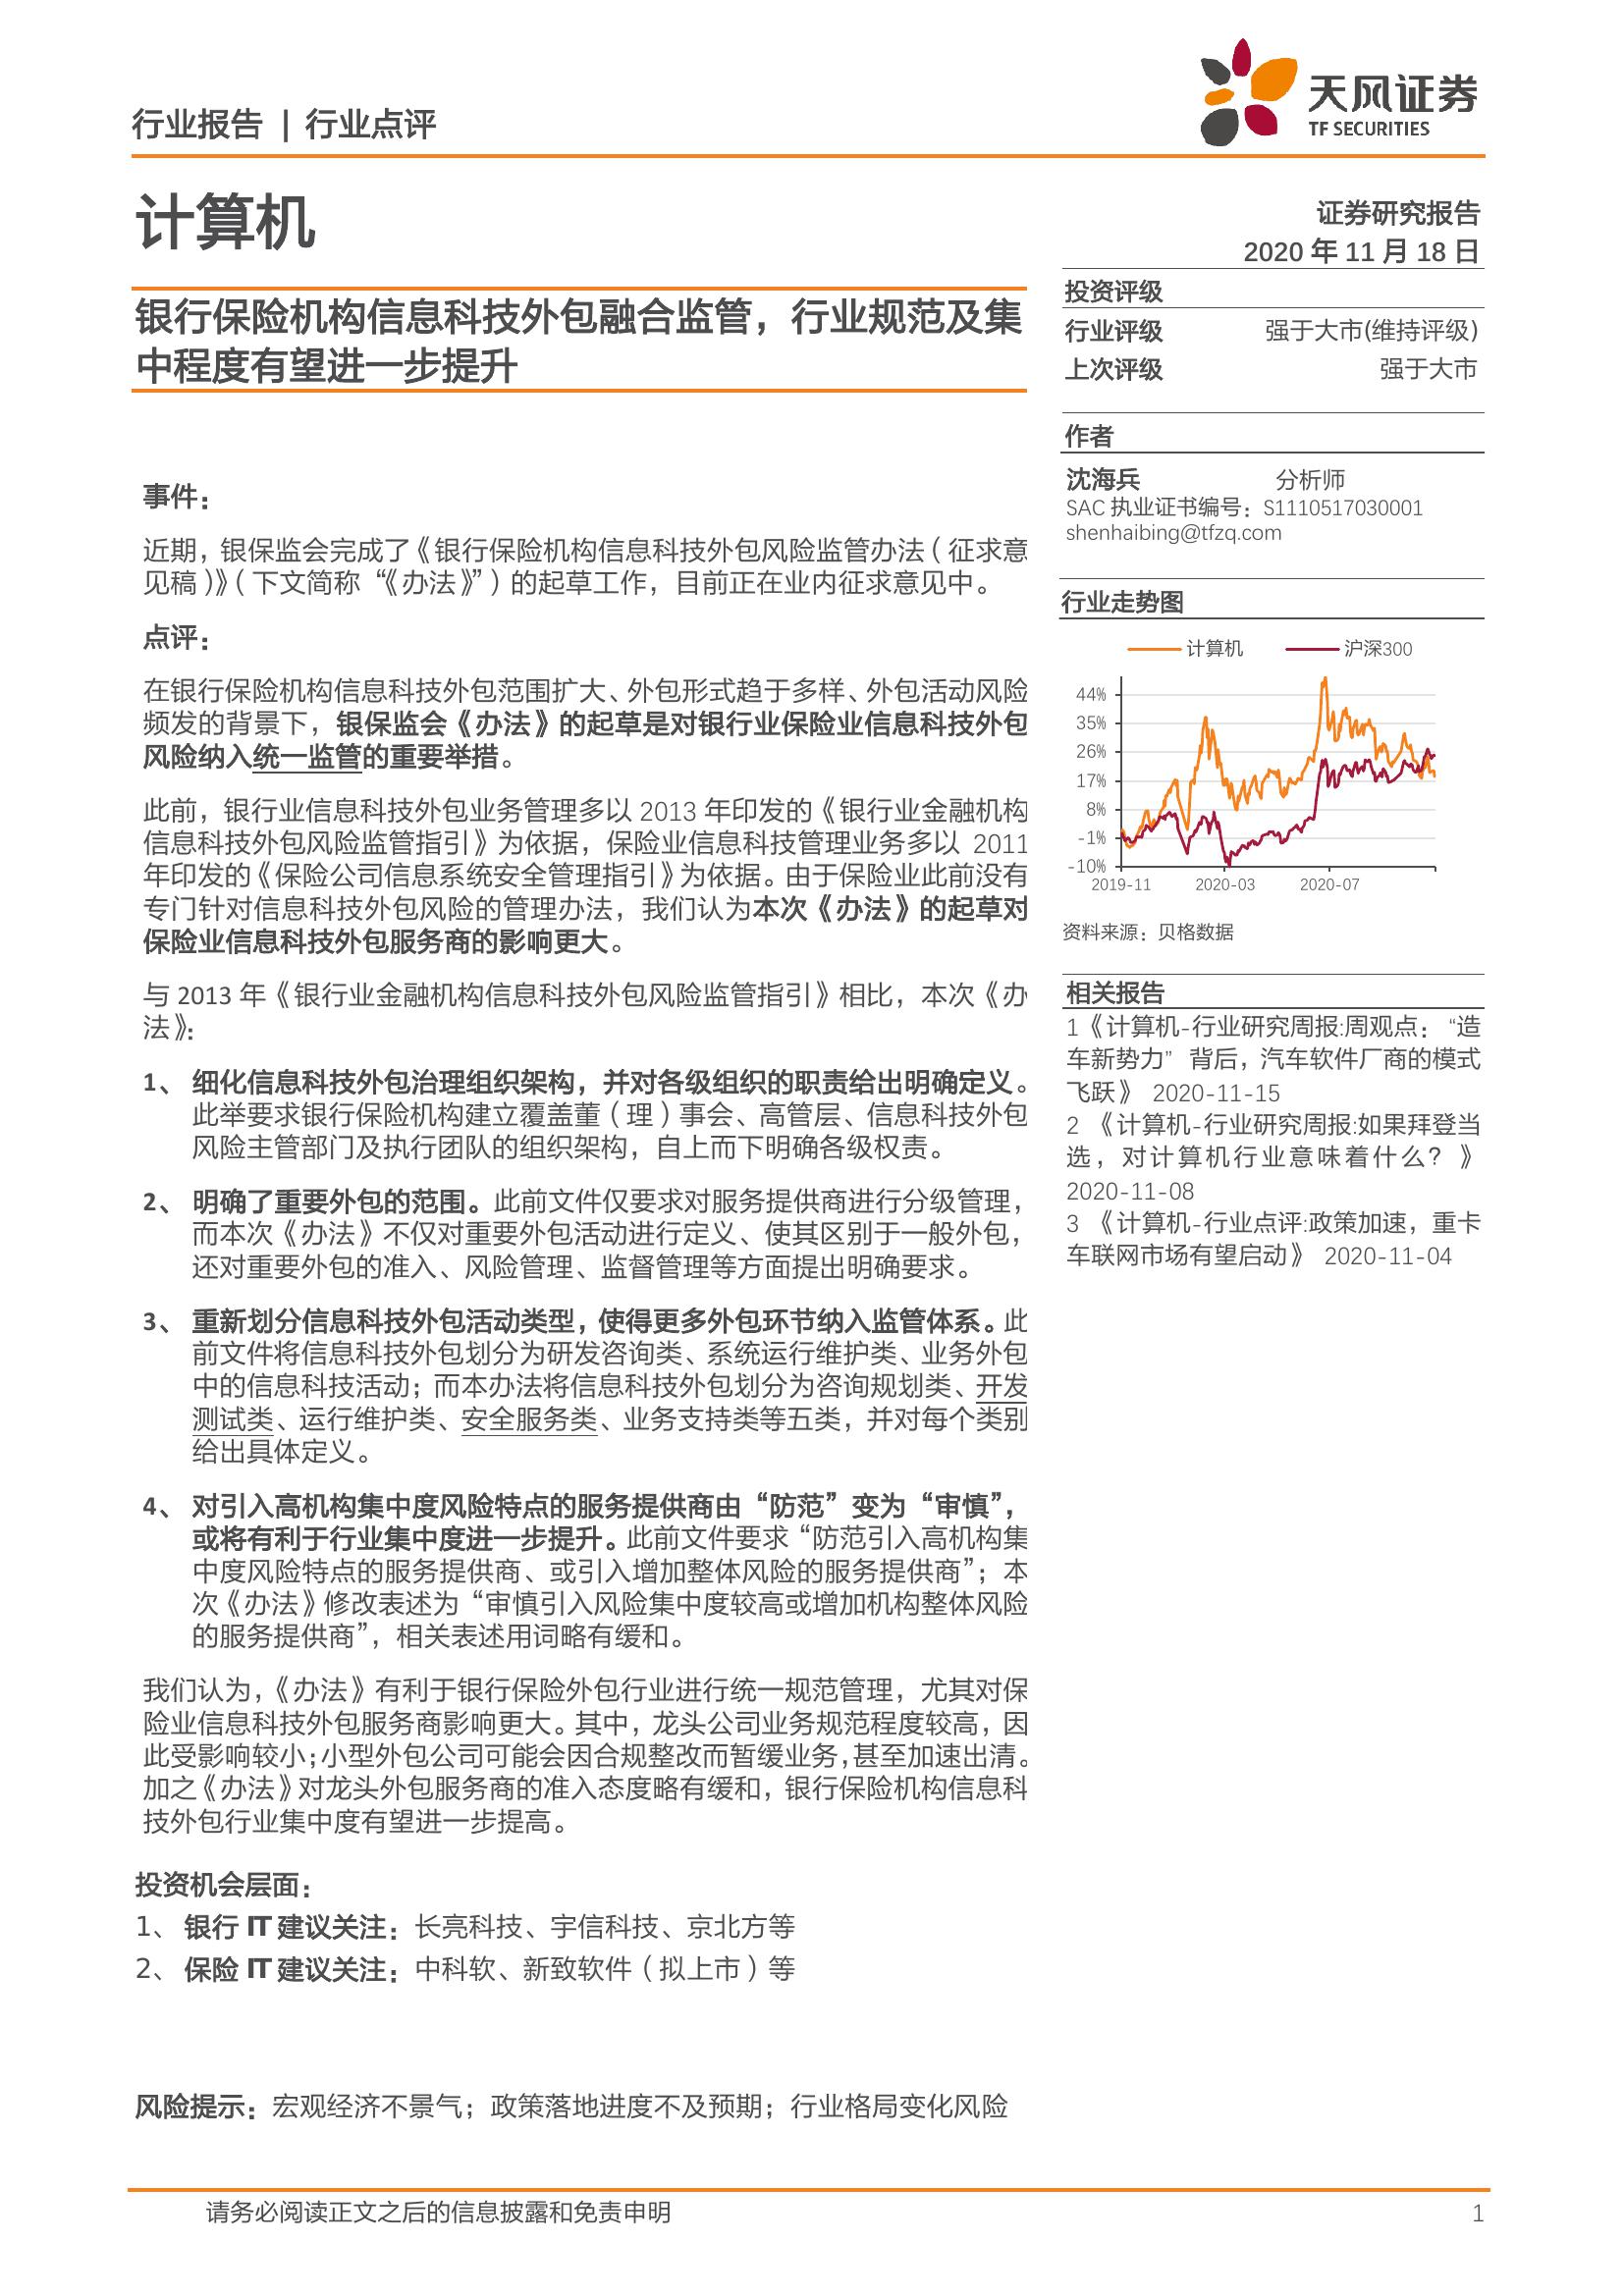 行业报告 | 行业点评
天风证券
TF SECURITIES
计算机
银行保险机构信息科技外包融合监管，行业规范及集
中程度有望进一步提升
事件：
近期，银保监会完成了《银行保险机构信息科技外包风险监管办法（征求意
见稿）》（下文简称“《办法》”）的起草工作，目前正在业内征求意见中。
点评：
在银行保险机构信息科技外包范围扩大、外包形式趋于多样、外包活动风险
频发的背景下，银保监会《办法》的起草是对银行业保险业信息科技外包
风险纳入统一监管的重要举措。
此前，银行业信息科技外包业务管理多以 2013 年印发的《银行业金融机构
信息科技外包风险监管指引》为依据，保险业信息科技管理业务多以 2011
年印发的《保险公司信息系统安全管理指引》为依据。由于保险业此前没有
专门针对信息科技外包风险的管理办法，我们认为本次《办法》的起草对
保险业信息科技外包服务商的影响更大。
与 2013 年《银行业金融机构信息科技外包风险监管指引》相比，本次《办
法》：
1、 细化信息科技外包治理组织架构，并对各级组织的职责给出明确定义。
此举要求银行保险机构建立覆盖董（理）事会、高管层、信息科技外包
风险主管部门及执行团队的组织架构，自上而下明确各级权责。
2、 明确了重要外包的范围。此前文件仅要求对服务提供商进行分级管理，
而本次《办法》不仅对重要外包活动进行定义、使其区别于一般外包，
还对重要外包的准入、风险管理、监督管理等方面提出明确要求。
3、 重新划分信息科技外包活动类型，使得更多外包环节纳入监管体系。此
前文件将信息科技外包划分为研发咨询类、系统运行维护类、业务外包
中的信息科技活动；而本办法将信息科技外包划分为咨询规划类、开发
测试类、运行维护类、安全服务类、业务支持类等五类，并对每个类别
给出具体定义。
4、 对引入高机构集中度风险特点的服务提供商由“防范”变为“审慎”，
或将有利于行业集中度进一步提升。此前文件要求“防范引入高机构集
中度风险特点的服务提供商、或引入增加整体风险的服务提供商”；本
次《办法》修改表述为“审慎引入风险集中度较高或增加机构整体风险
的服务提供商”，相关表述用词略有缓和。
我们认为，《办法》有利于银行保险外包行业进行统一规范管理，尤其对保
险业信息科技外包服务商影响更大。其中，龙头公司业务规范程度较高，因
此受影响较小；小型外包公司可能会因合规整改而暂缓业务，甚至加速出清。
加之《办法》对龙头外包服务商的准入态度略有缓和，银行保险机构信息科
技外包行业集中度有望进一步提高。
投资机会层面：
1、 银行 IT 建议关注：长亮科技、宇信科技、京北方等
2、 保险 IT 建议关注：中科软、新致软件（拟上市）等
风险提示：宏观经济不景气；政策落地进度不及预期；行业格局变化风险
证券研究报告
2020 年 11 月 18 日
投资评级
行业评级 强于大市(维持评级)
上次评级 强于大市
作者
沈海兵 分析师
SAC 执业证书编号：S1110517030001
shenhaibing@tfzq.com
行业走势图
计算机 沪深300
44%
35%
26%
17%
8%
-1%
-10%
2019-11 2020-03 2020-07
资料来源：贝格数据
相关报告
1《计算机-行业研究周报:周观点：“造
车新势力” 背后，汽车软件厂商的模式
飞跃》 2020-11-15
2 《计算机-行业研究周报:如果拜登当
选，对计算机行业意味着什么？》
2020-11-08
3 《计算机-行业点评:政策加速，重卡
车联网市场有望启动》 2020-11-04
请务必阅读正文之后的信息披露和免责申明 1